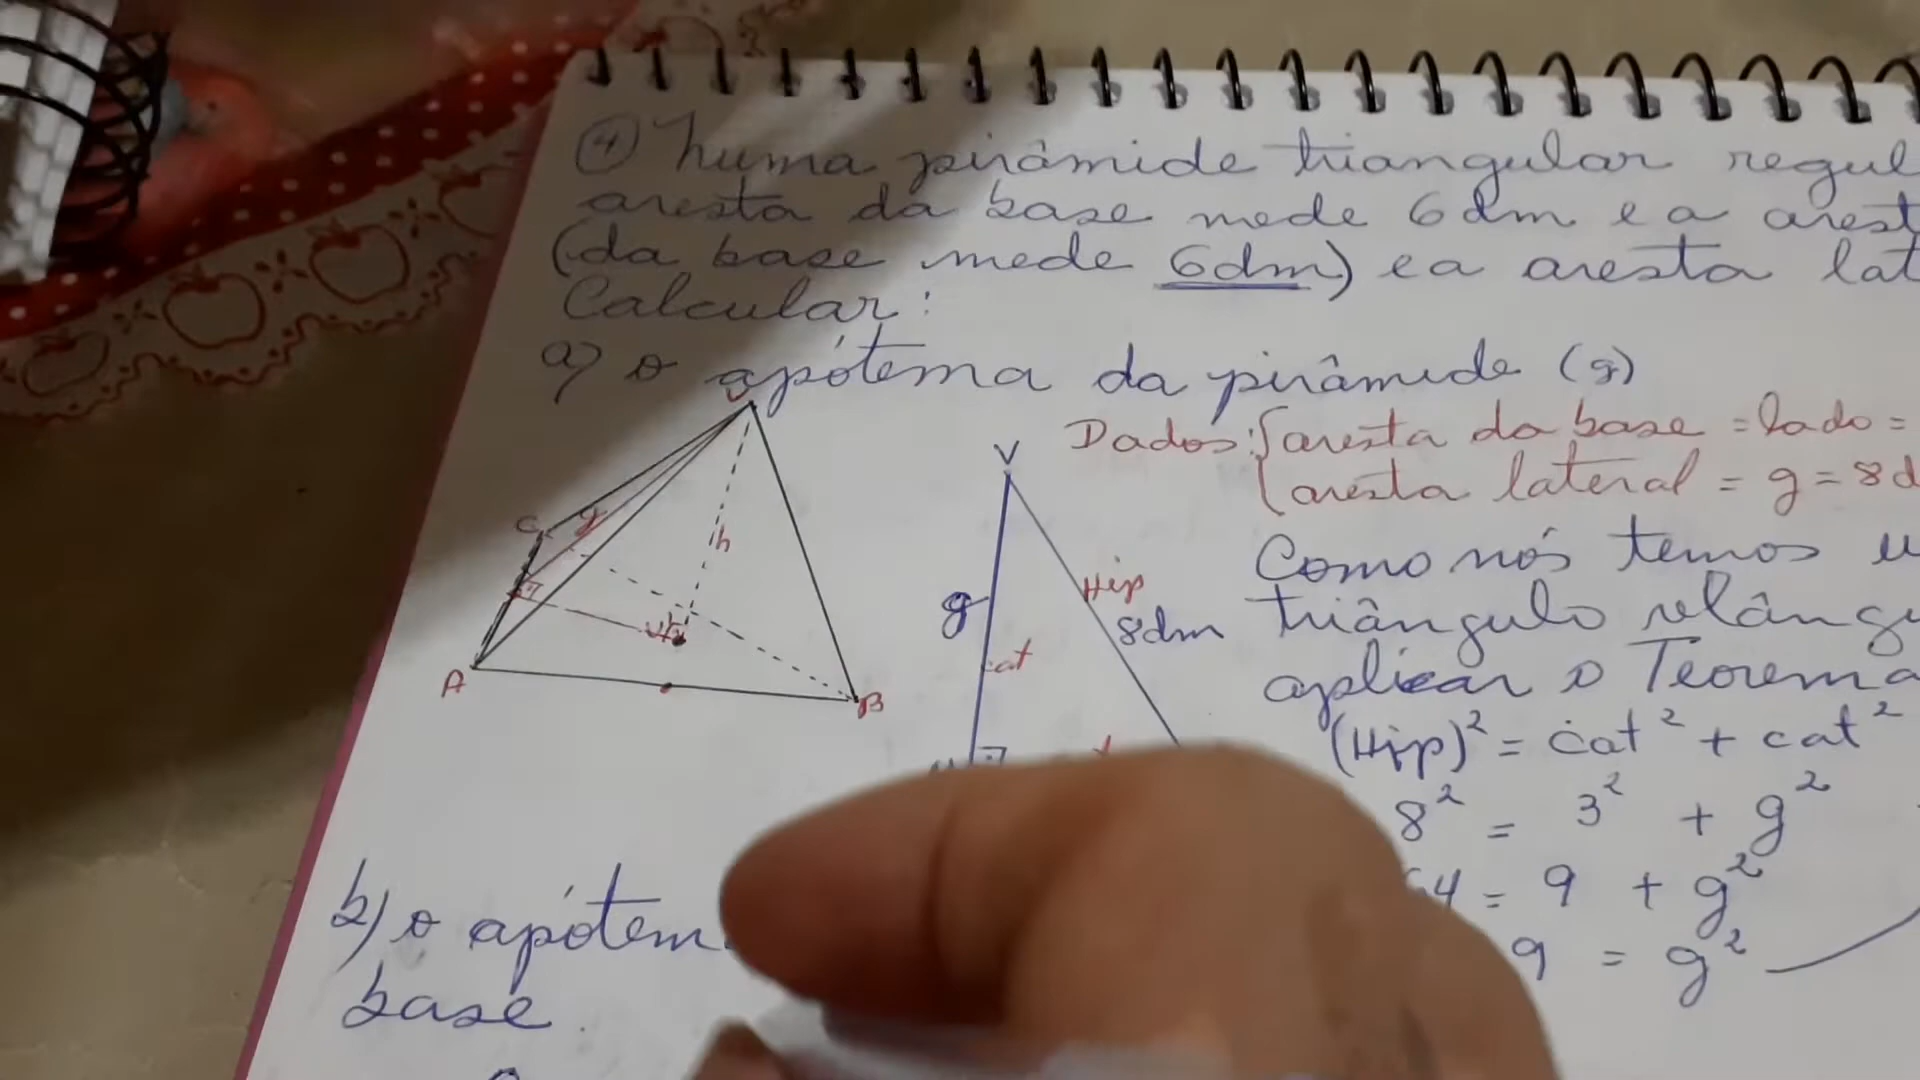 4 Numa pirâmide triangular regul
aresta da base mede 6 dm e a arest
(da base mede 6dm) e a aresta lat
Calcular:
a) o apótema da pirâmide (g)
Dados: aresta da base = lado =
aresta lateral = g = 8d
V
C
g
h
A
B
V
g
cat
Hip
8dm
Como nós temos u
triângulo retângu
aplicar o Teorema
(Hip)² = cat² + cat²
8² = 3² + g²
64 = 9 + g²
9 = g²
b) o apótem
base